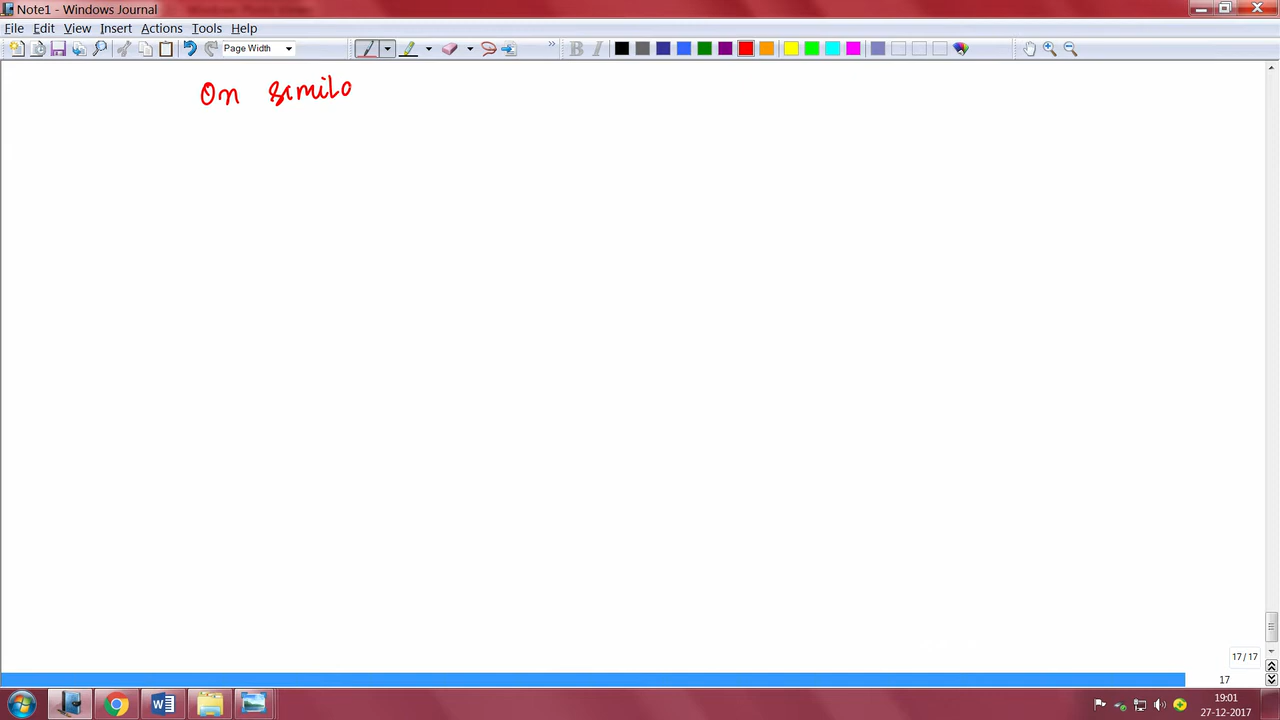 Note1 - Windows Journal
File Edit View Insert Actions Tools Help
Page Width
On simila
17 / 17
17
19:01
27-12-2017